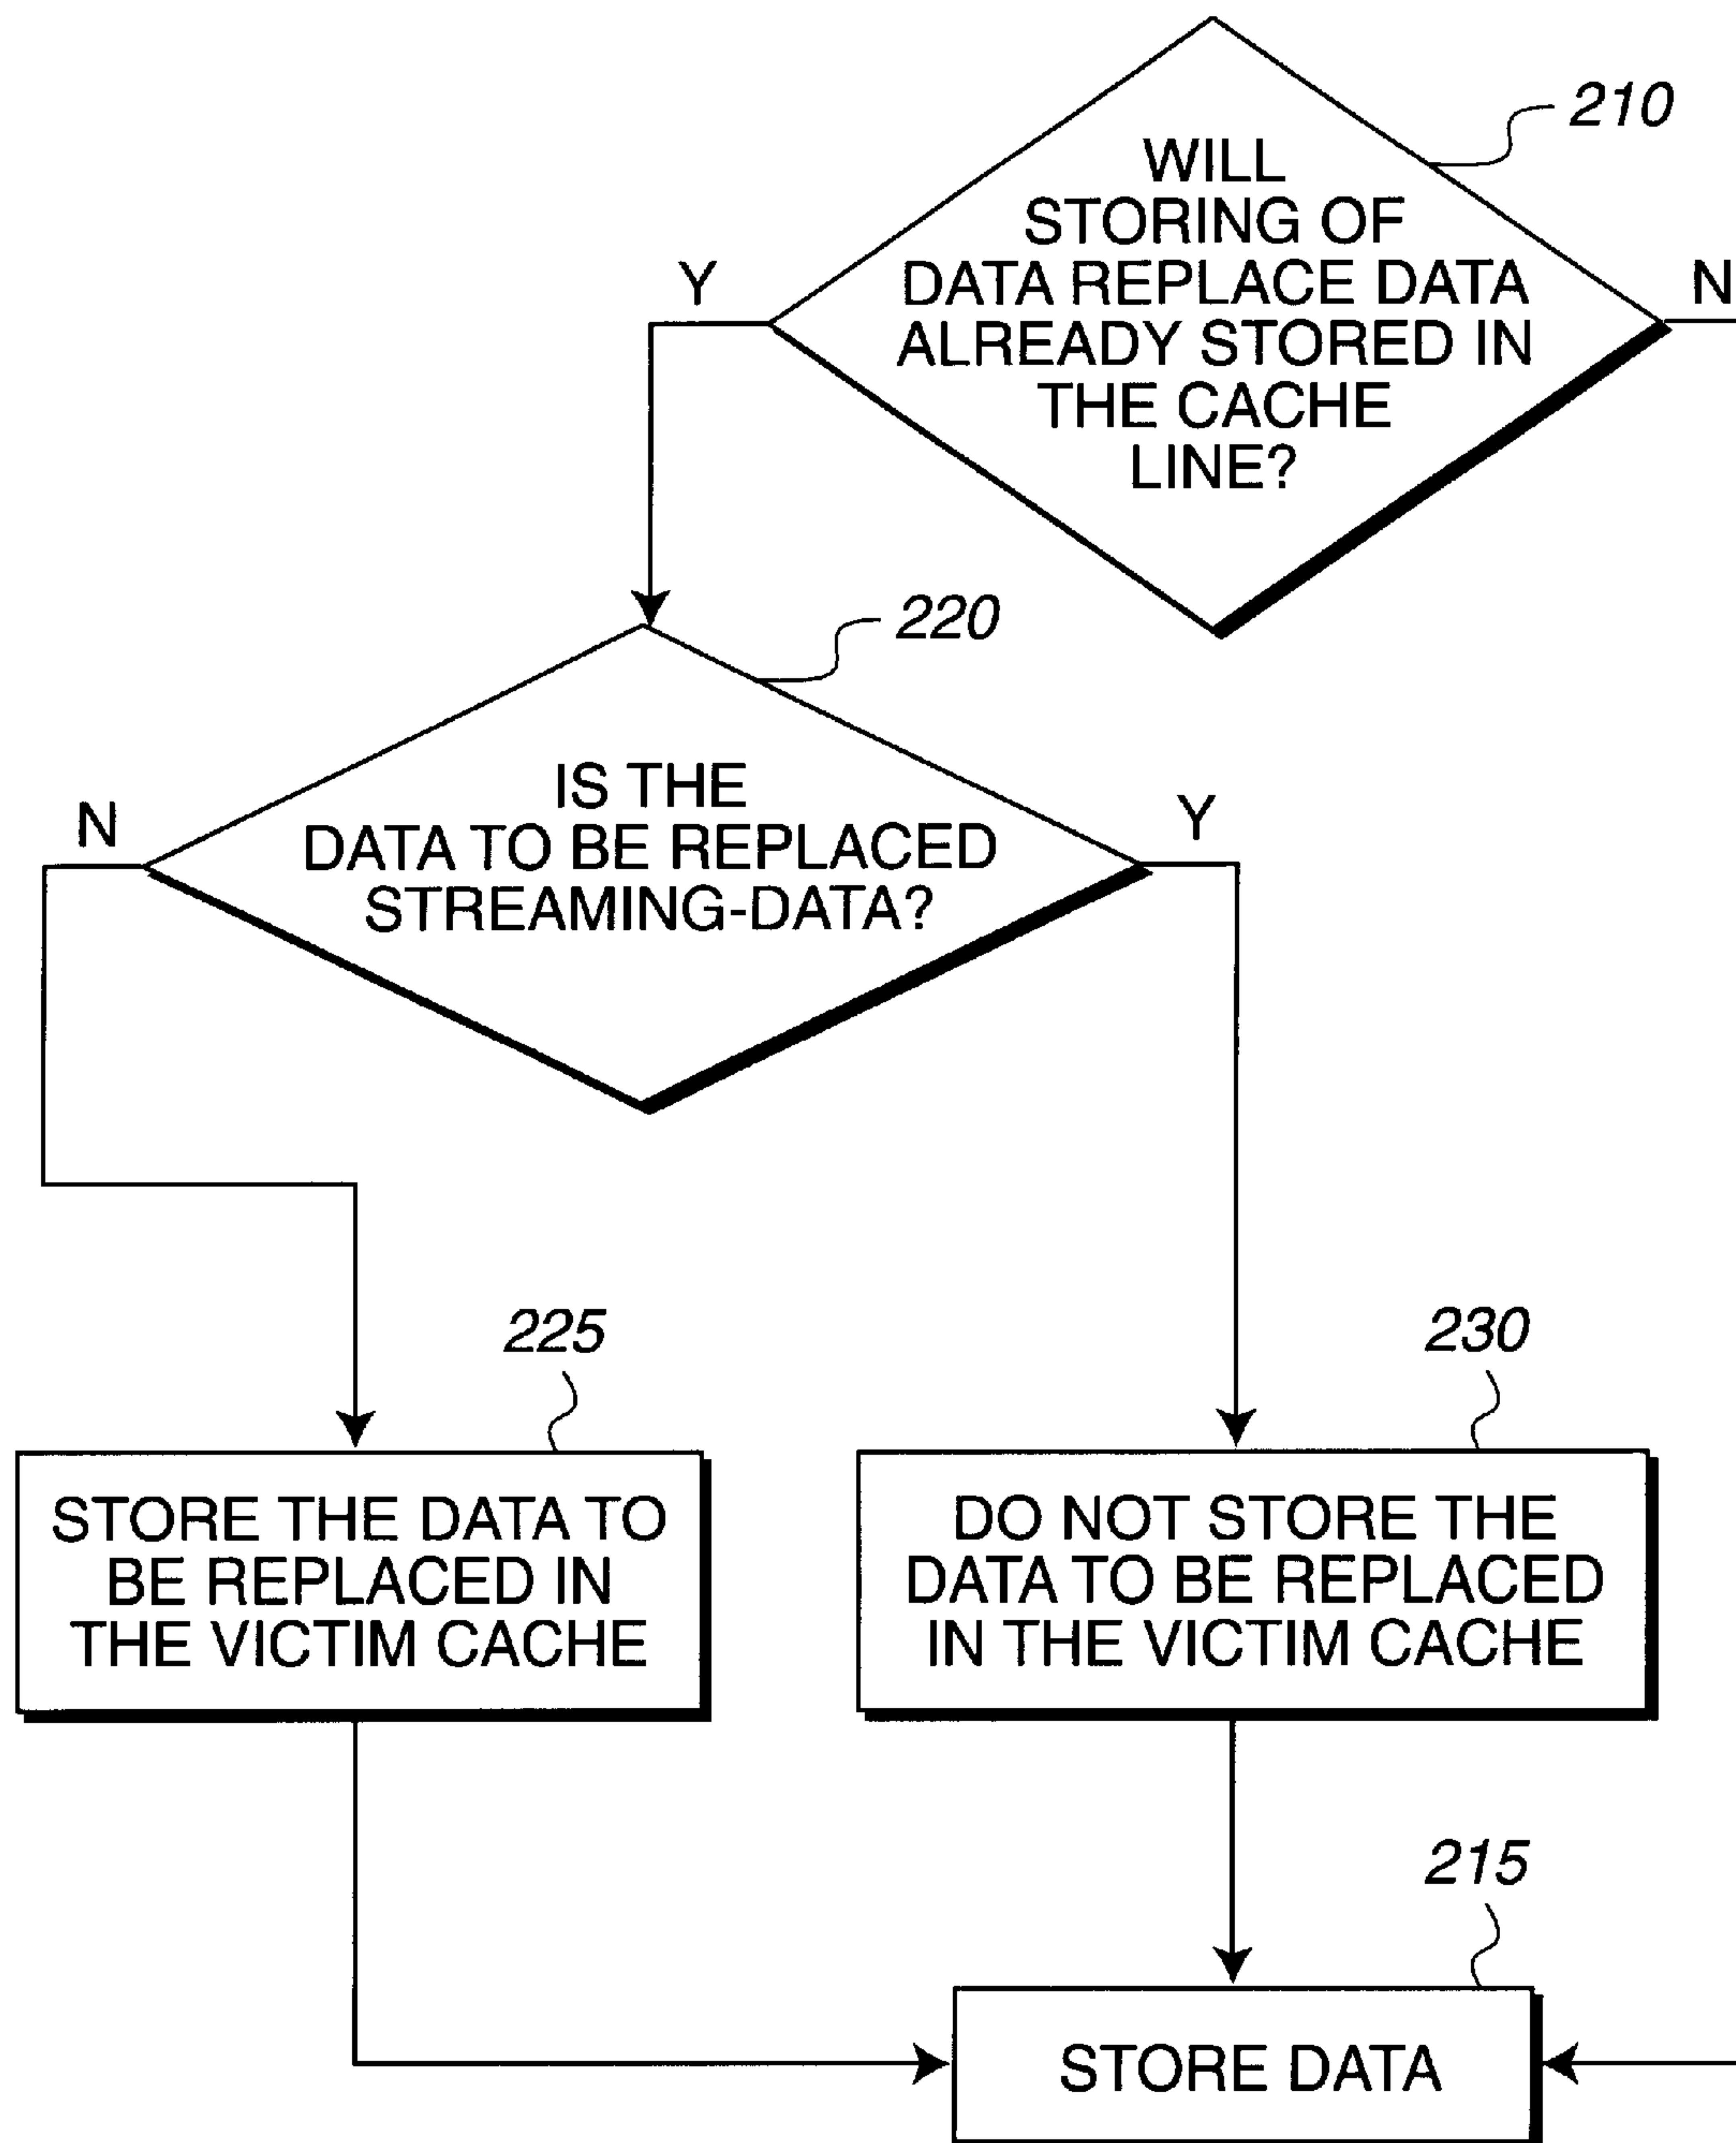 210
WILL
STORING OF
DATA REPLACE DATA
ALREADY STORED IN
THE CACHE
LINE?
Y
N
220
IS THE
DATA TO BE REPLACED
STREAMING-DATA?
N
Y
225
STORE THE DATA TO
BE REPLACED IN
THE VICTIM CACHE
230
DO NOT STORE THE
DATA TO BE REPLACED
IN THE VICTIM CACHE
215
STORE DATA